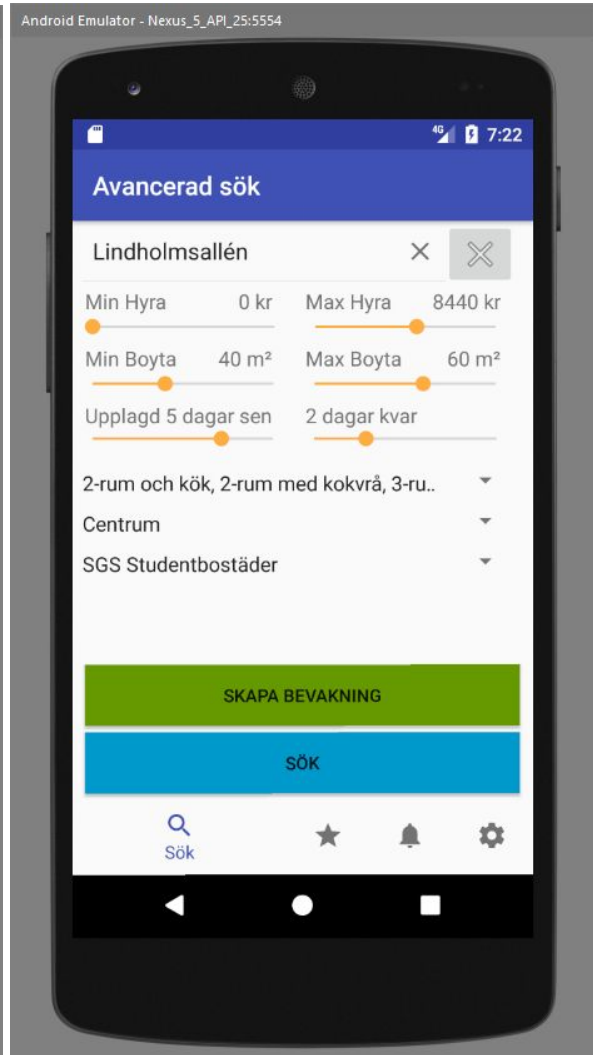 Android Emulator - Nexus_5_API_25:5554
4G 7:22
Avancerad sök
Lindholmsallén
Min Hyra 0 kr Max Hyra 8440 kr
Min Boyta 40 m² Max Boyta 60 m²
Upplagd 5 dagar sen 2 dagar kvar
2-rum och kök, 2-rum med kokvrå, 3-ru..
Centrum
SGS Studentbostäder
SKAPA BEVAKNING
SÖK
Sök